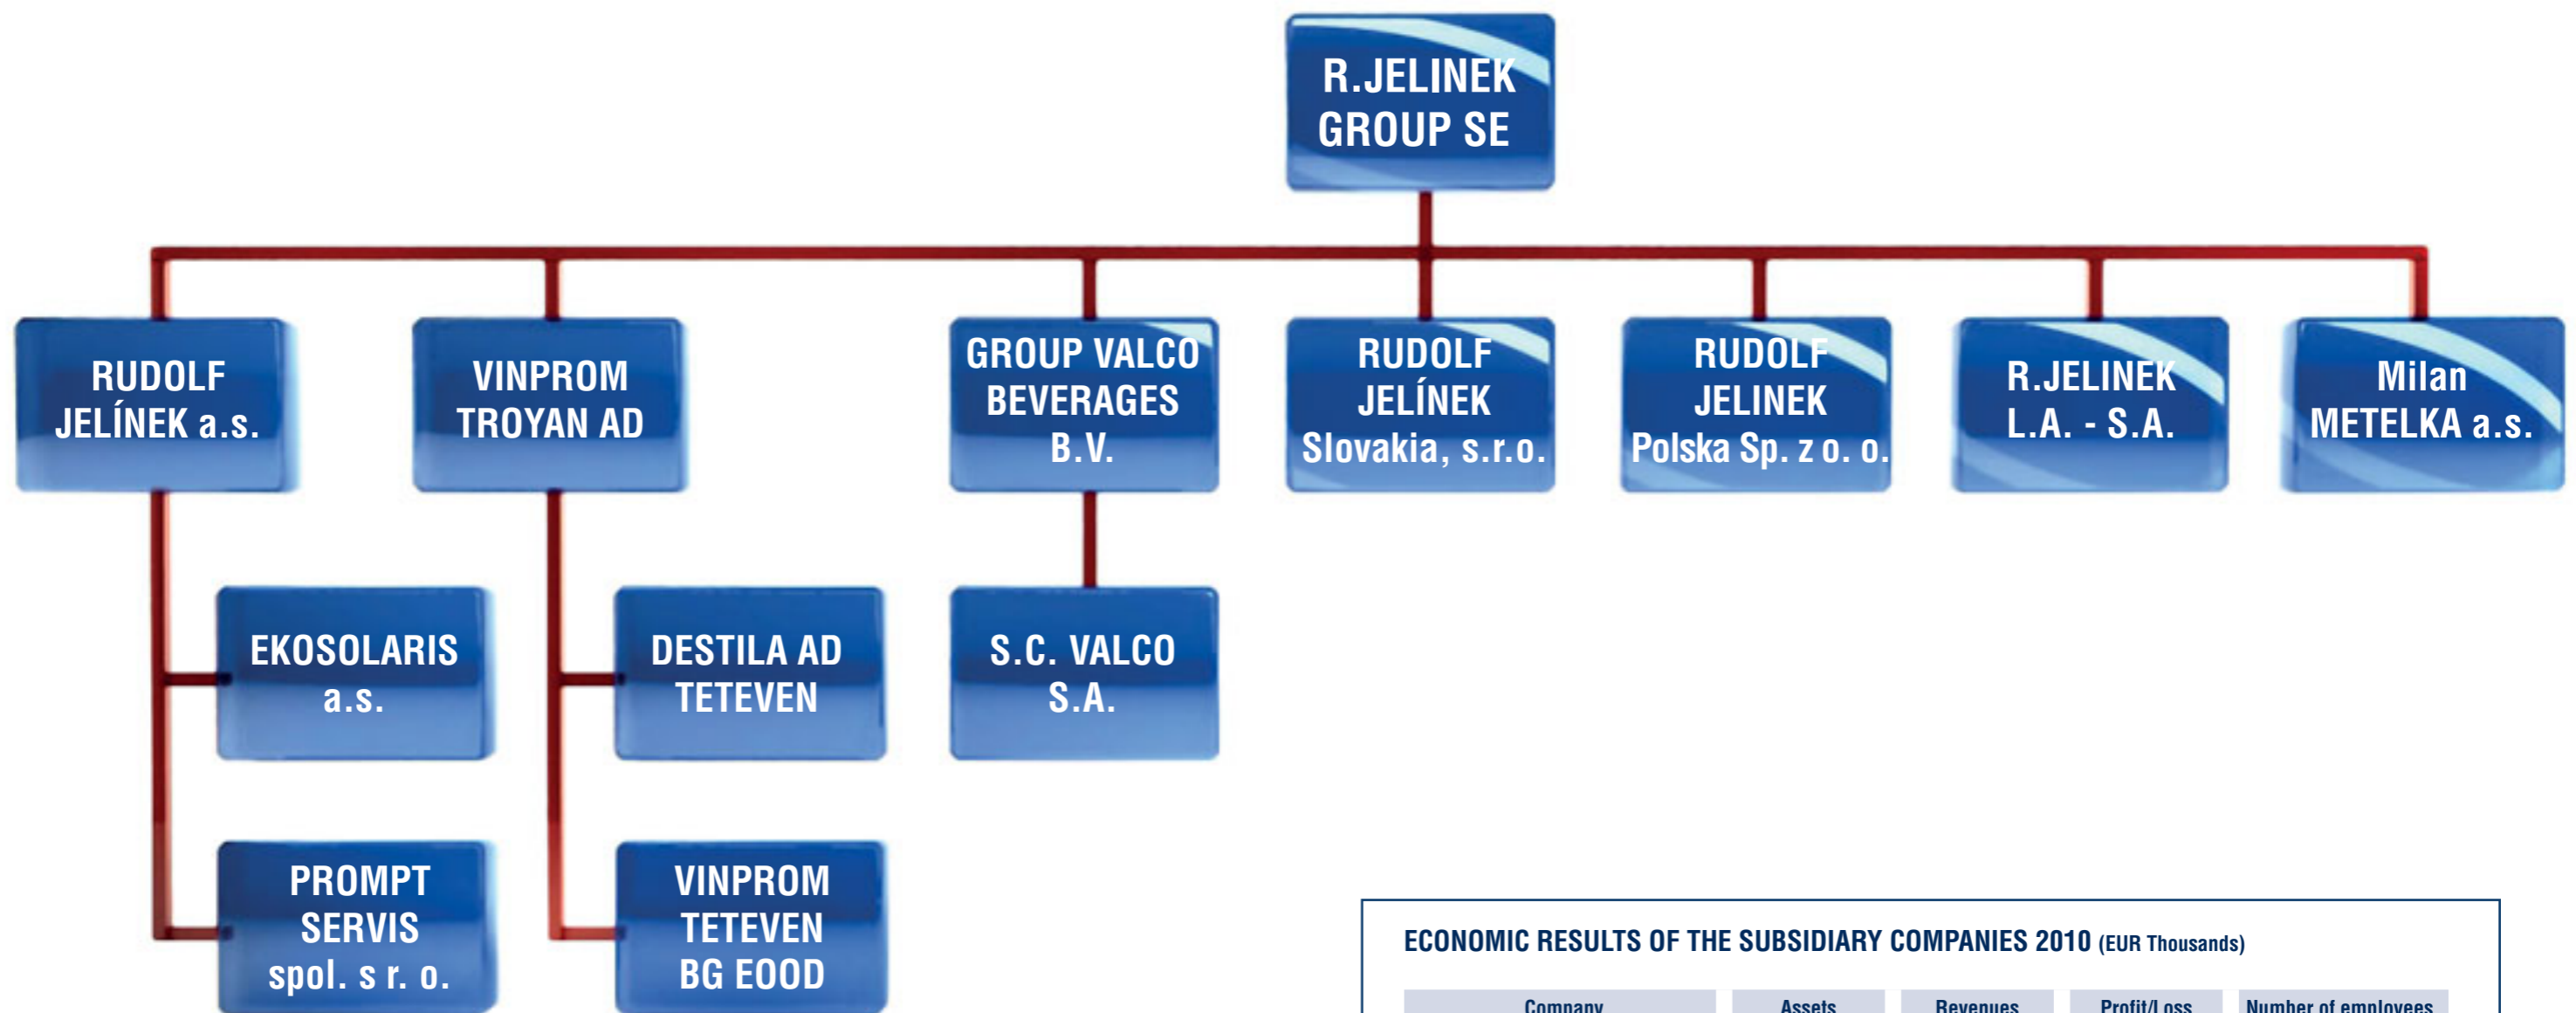 R.JELINEK
GROUP SE
RUDOLF
JELÍNEK a.s.
VINPROM
TROYAN AD
GROUP VALCO
BEVERAGES
B.V.
RUDOLF
JELÍNEK
Slovakia, s.r.o.
RUDOLF
JELINEK
Polska Sp. z o. o.
R.JELINEK
L.A. - S.A.
Milan
METELKA a.s.
EKOSOLARIS
a.s.
DESTILA AD
TETEVEN
S.C. VALCO
S.A.
PROMPT
SERVIS
spol. s r. o.
VINPROM
TETEVEN
BG EOOD
ECONOMIC RESULTS OF THE SUBSIDIARY COMPANIES 2010 (EUR Thousands)
Company Assets Revenues Profit/Loss Number of employees